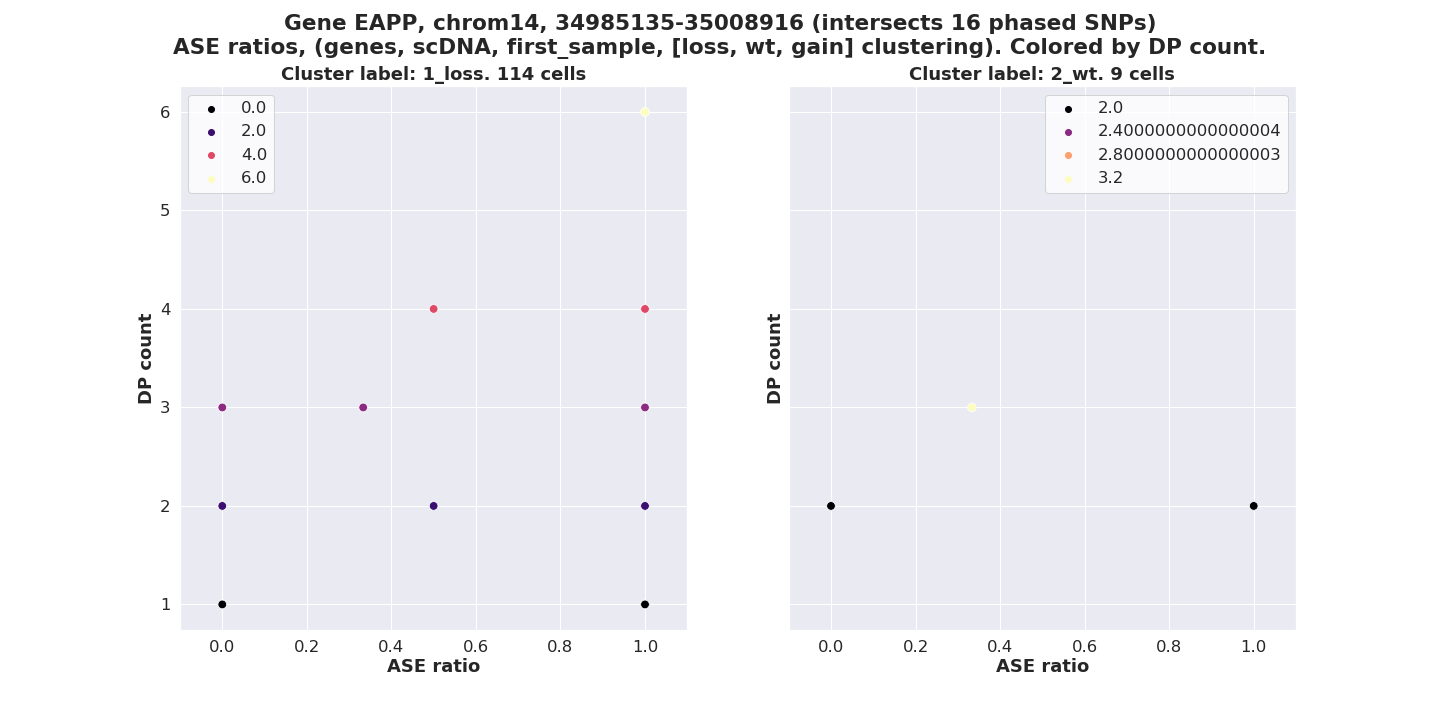 Gene EAPP, chrom14, 34985135-35008916 (intersects 16 phased SNPs)
ASE ratios, (genes, scDNA, first_sample, [loss, wt, gain] clustering). Colored by DP count.
Cluster label: 1_loss. 114 cells
0.0
2.0
4.0
6.0
6
5
4
3
2
1
DP count
0.0 0.2 0.4 0.6 0.8 1.0
ASE ratio
Cluster label: 2_wt. 9 cells
2.0
2.4000000000000004
2.8000000000000003
3.2
DP count
0.0 0.2 0.4 0.6 0.8 1.0
ASE ratio